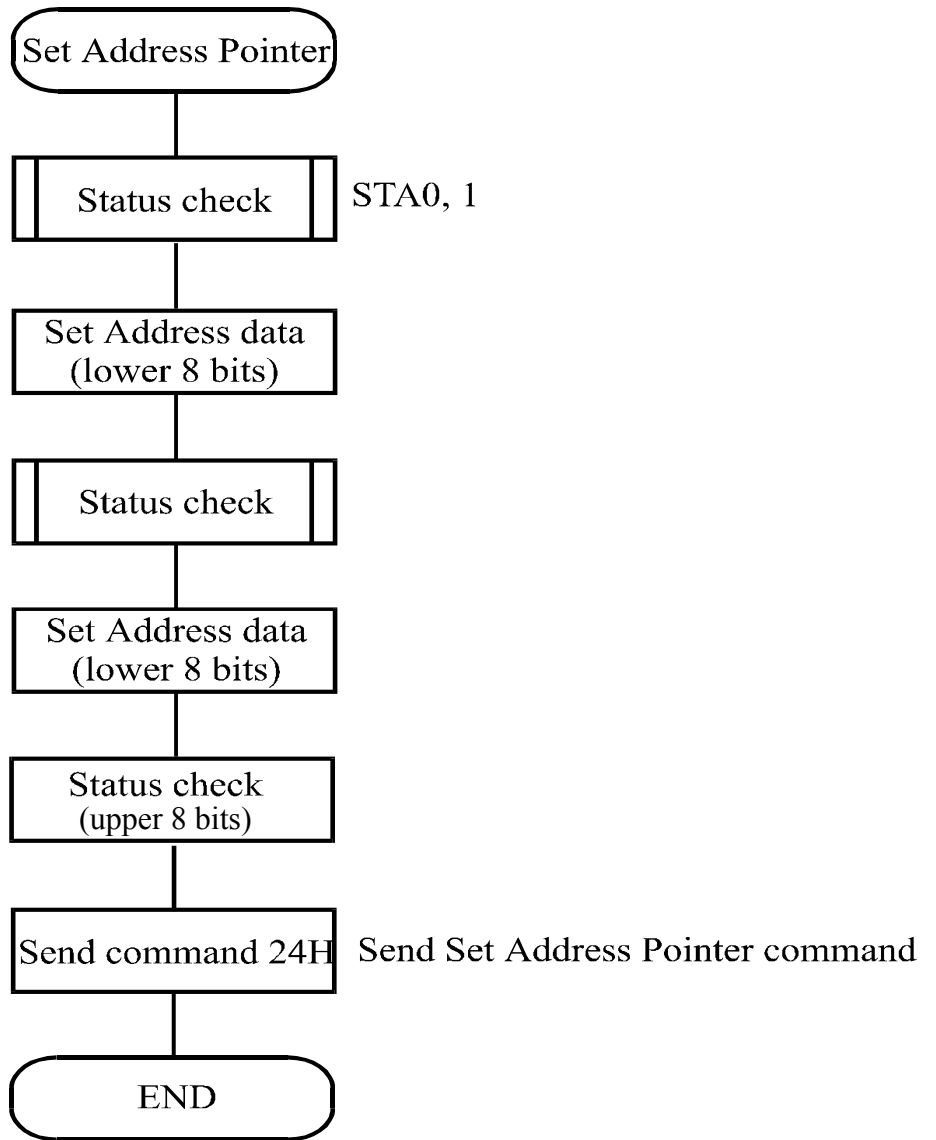 Set Address Pointer
Status check
STA0, 1
Set Address data
(lower 8 bits)
Status check
Set Address data
(lower 8 bits)
Status check
(upper 8 bits)
Send command 24H
Send Set Address Pointer command
END